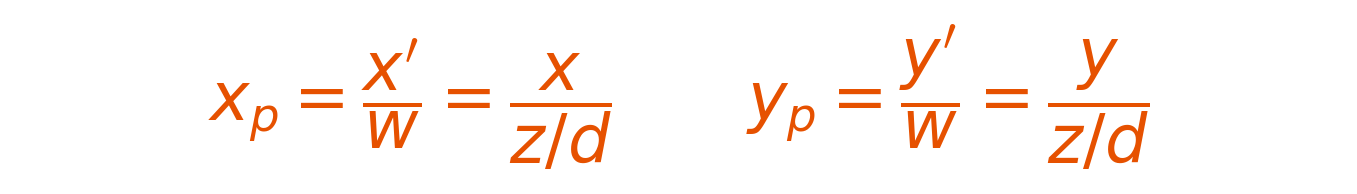 x_p = x′/w = x/(z/d)   y_p = y′/w = y/(z/d)